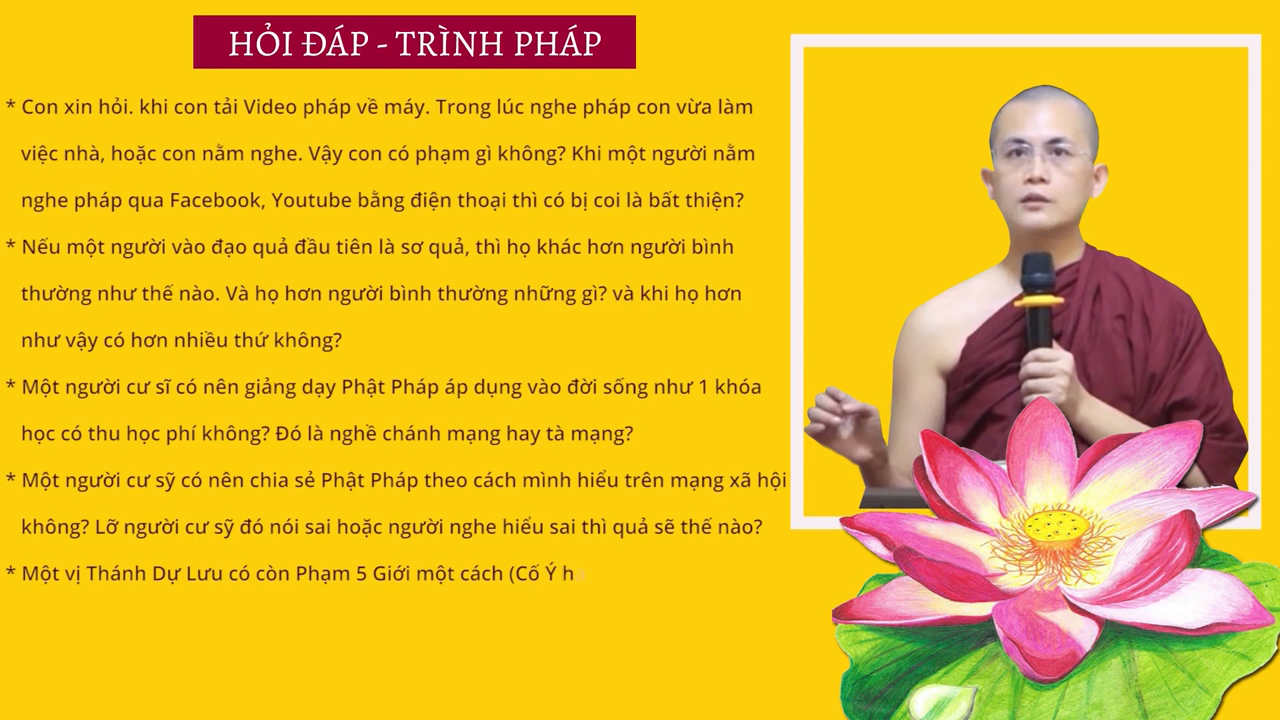 HỎI ĐÁP - TRÌNH PHÁP
* Con xin hỏi. khi con tải Video pháp về máy. Trong lúc nghe pháp con vừa làm
việc nhà, hoặc con nằm nghe. Vậy con có phạm gì không? Khi một người nằm
nghe pháp qua Facebook, Youtube bằng điện thoại thì có bị coi là bất thiện?
* Nếu một người vào đạo quả đầu tiên là sơ quả, thì họ khác hơn người bình
thường như thế nào. Và họ hơn người bình thường những gì? và khi họ hơn
như vậy có hơn nhiều thứ không?
* Một người cư sĩ có nên giảng dạy Phật Pháp áp dụng vào đời sống như 1 khóa
học có thu học phí không? Đó là nghề chánh mạng hay tà mạng?
* Một người cư sỹ có nên chia sẻ Phật Pháp theo cách mình hiểu trên mạng xã hội
không? Lỡ người cư sỹ đó nói sai hoặc người nghe hiểu sai thì quả sẽ thế nào?
* Một vị Thánh Dự Lưu có còn Phạm 5 Giới một cách (Cố Ý h